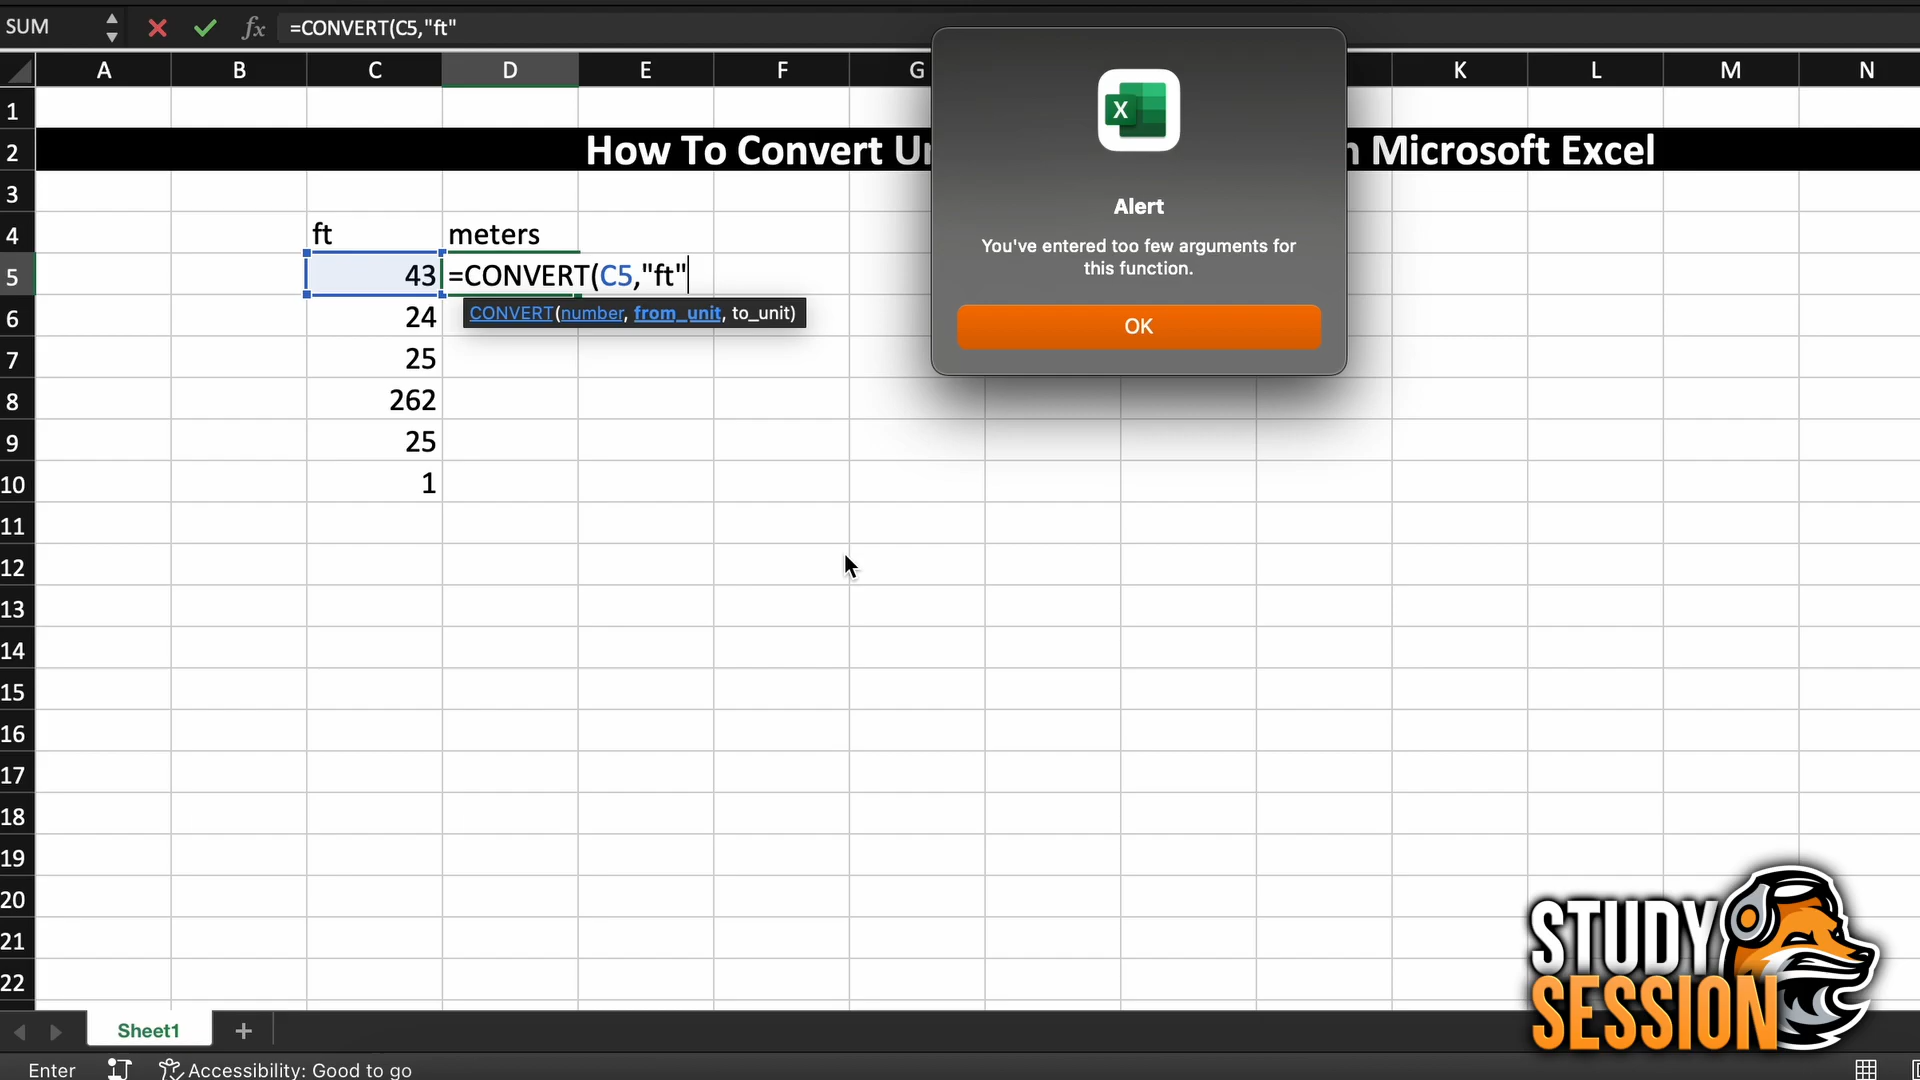 SUM
fx
=CONVERT(C5,"ft"
A B C D E F G K L M N
1
2
How To Convert Un
n Microsoft Excel
3
4
ft meters
5
43 =CONVERT(C5,"ft"
CONVERT(number, from_unit, to_unit)
6
24
7
25
8
262
9
25
10
1
11
12
13
14
15
16
17
18
19
20
21
22
X
Alert
You've entered too few arguments for
this function.
OK
STUDY
SESSION
Sheet1
+
Enter
Accessibility: Good to go